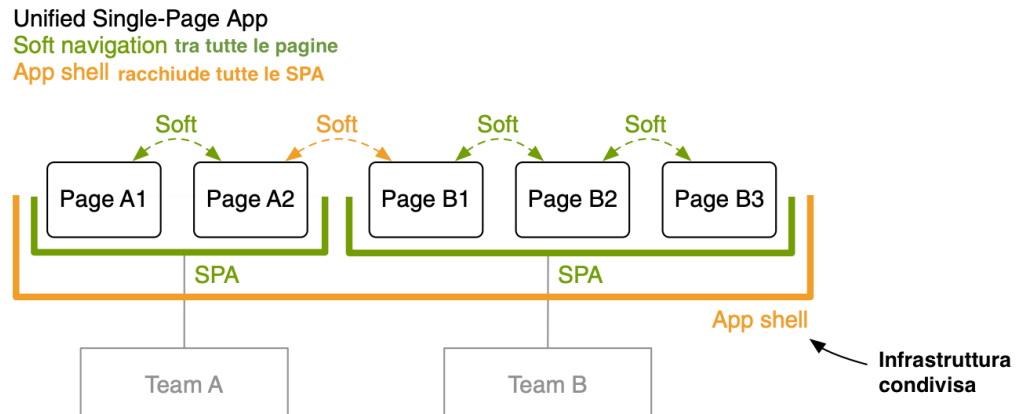 Unified Single-Page App
Soft navigation tra tutte le pagine
App shell racchiude tutte le SPA
Soft Soft Soft Soft
Page A1 Page A2 Page B1 Page B2 Page B3
SPA SPA
App shell
Infrastruttura
condivisa
Team A Team B